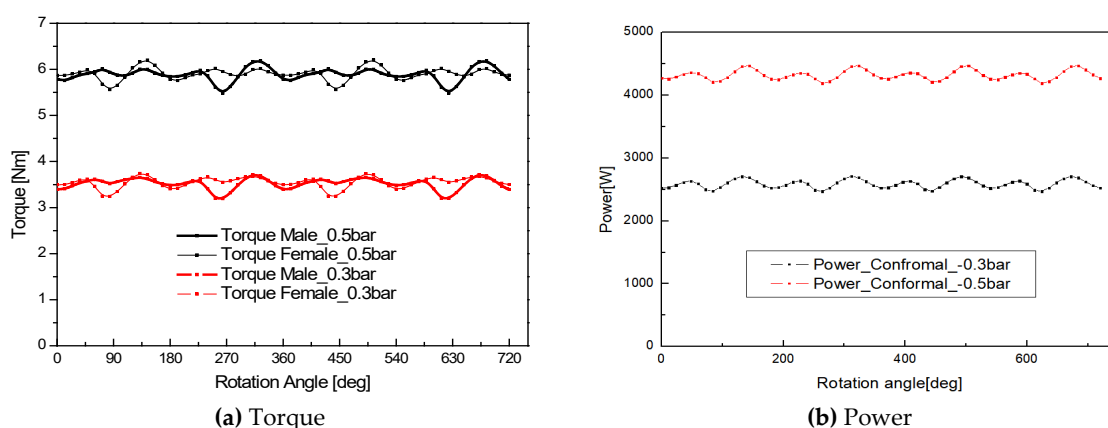 7
6
5
4
3
2
1
0
Torque [Nm]
Torque Male_0.5bar
Torque Female_0.5bar
Torque Male_0.3bar
Torque Female_0.3bar
0 90 180 270 360 450 540 630 720
Rotation Angle [deg]
(a) Torque
5000
4000
3000
2000
1000
0
Power[W]
Power_Confromal_-0.3bar
Power_Conformal_-0.5bar
0 200 400 600
Rotation angle[deg]
(b) Power